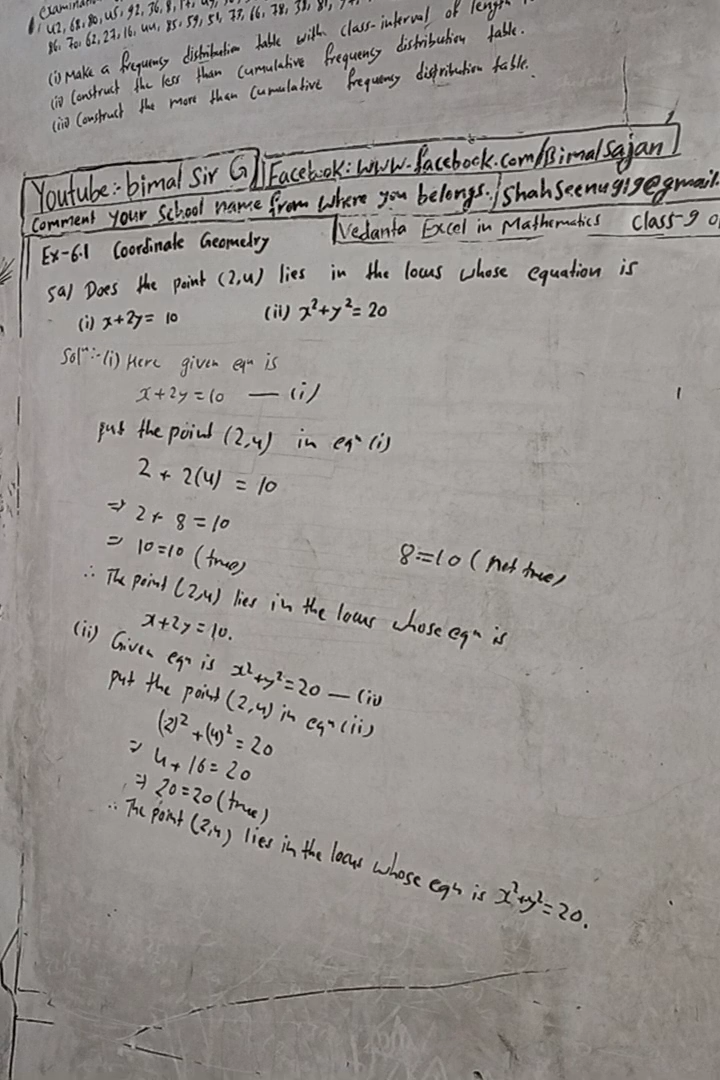 Examination
42, 68, 80, 45, 92, 36, 8, 17, 49,
86, 70, 62, 27, 16, 44, 85, 59, 51, 77, 16, 78, 81,
(i) Make a frequency distribution table with class-interval of length
(ii) Construct the less than cumulative frequency distribution table.
(iii) Construct the more than cumulative frequency distribution table.
Youtube:- bimal Sir G Facebook: www.facebook.com/Bimalsajan
Comment your School name from where you belongs. shahseenu919@gmail.
Ex-6.1 Coordinate Geometry Vedanta Excel in Mathematics Class-9
5a) Does the point (2,4) lies in the locus whose equation is
(i) x+2y= 10 (ii) x²+y²= 20
Solⁿ:-(i) Here given eqn is
x+2y=10 — (i)
put the point (2,4) in eqⁿ (i)
2 + 2(4) = 10
⇒ 2+ 8 =10
⇒ 10=10 (true) 8=10 (not true)
∴ The point (2,4) lies in the locus whose eqn is
x+2y=10.
(ii) Given eqn is x²+y²=20 — (ii)
put the point (2,4) in eqⁿ (ii)
(2)²+(4)²=20
⇒ 4+16=20
⇒ 20=20 (true)
∴ The point (2,4) lies in the locus whose eqn is x²+y²=20.